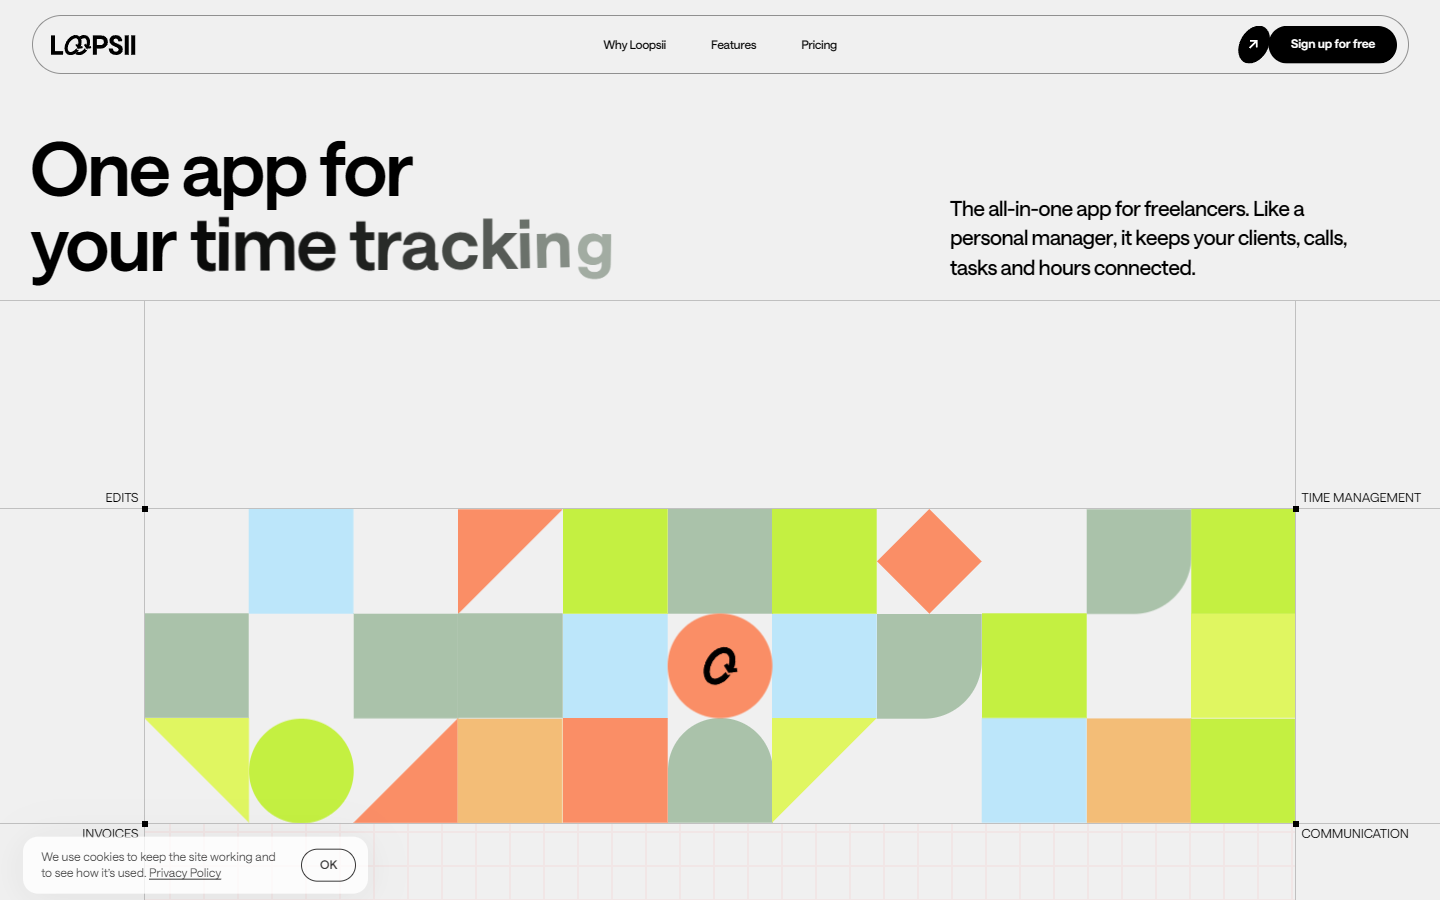 LOOPSII
Why Loopsii
Features
Pricing
Sign up for free
One app for
your time tracking
The all-in-one app for freelancers. Like a
personal manager, it keeps your clients, calls,
tasks and hours connected.
EDITS
TIME MANAGEMENT
INVOICES
COMMUNICATION
We use cookies to keep the site working and
to see how it's used. Privacy Policy
OK